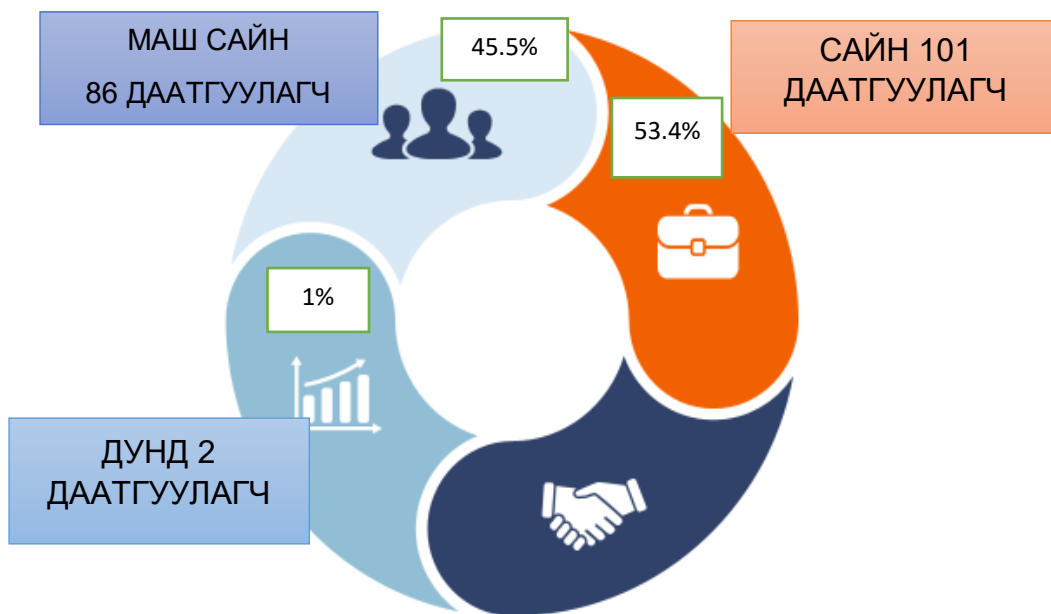 МАШ САЙН
86 ДААТГУУЛАГЧ
45.5%
САЙН 101
ДААТГУУЛАГЧ
53.4%
1%
ДУНД 2
ДААТГУУЛАГЧ